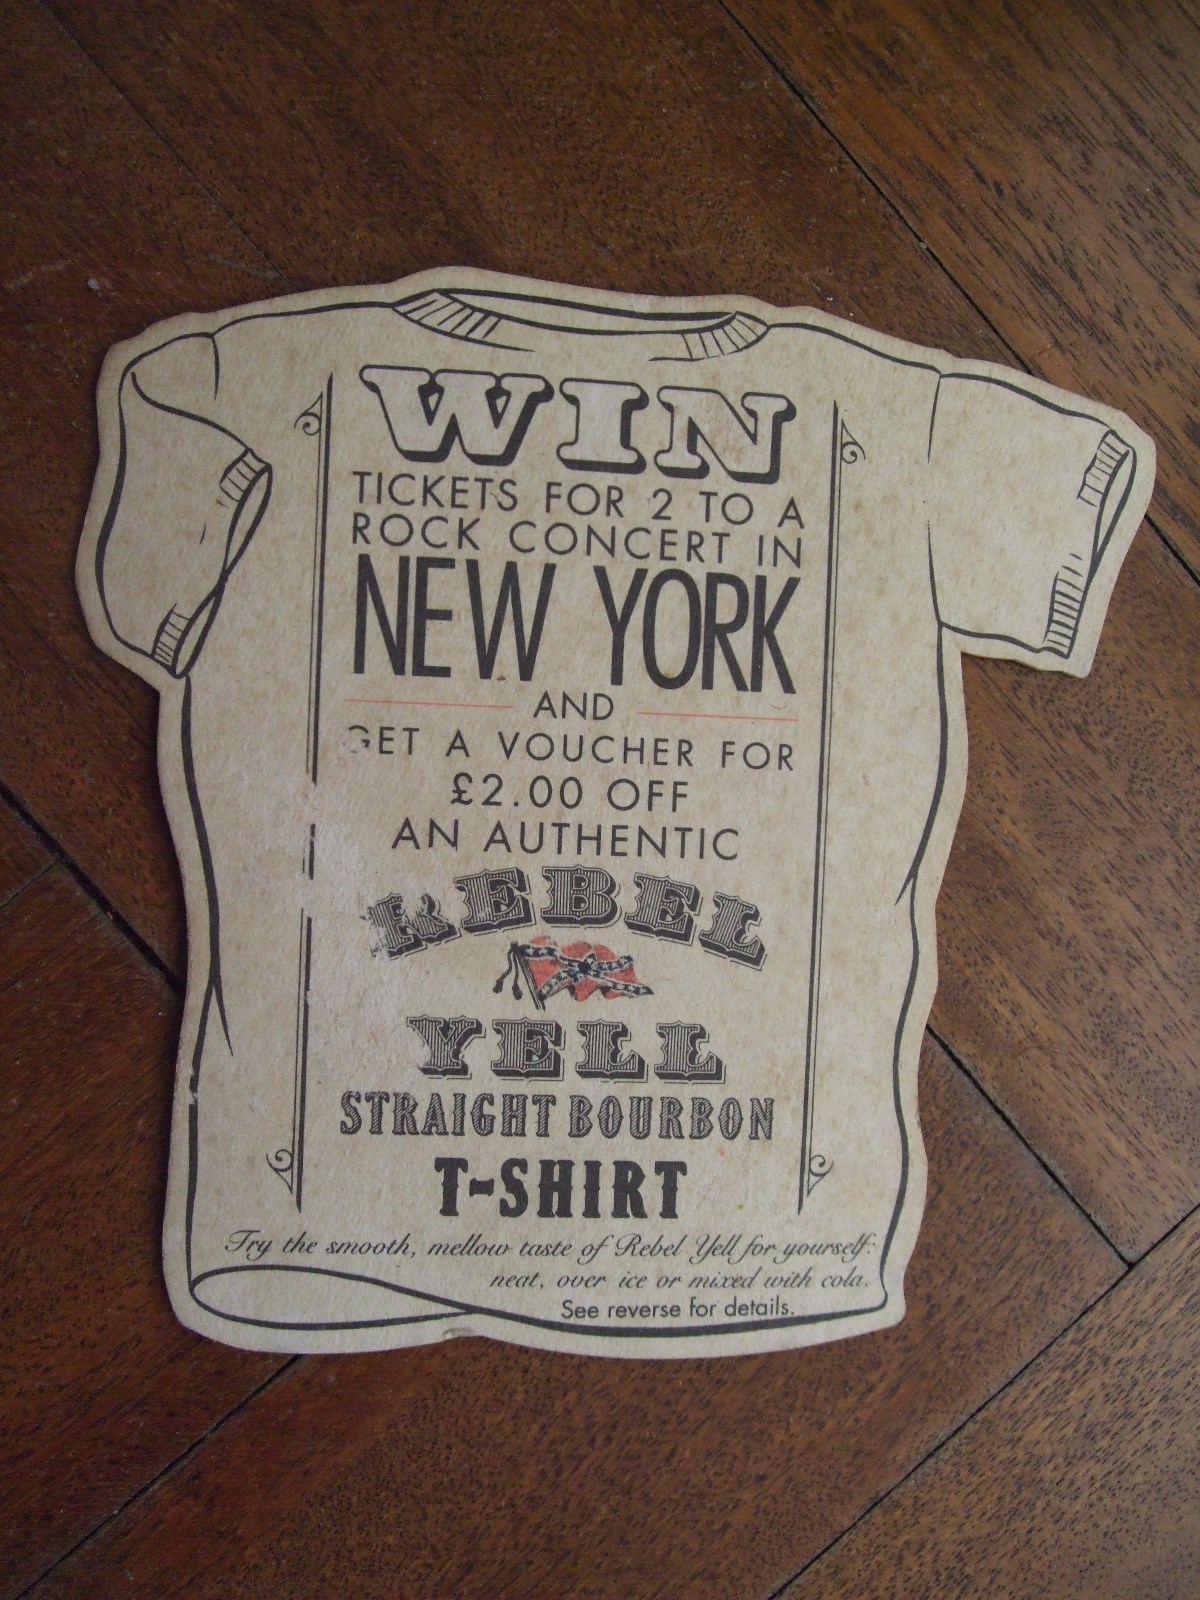 WIN
TICKETS FOR 2 TO A
ROCK CONCERT IN
NEW YORK
AND
GET A VOUCHER FOR
£2.00 OFF
AN AUTHENTIC
REBEL
YELL
STRAIGHT BOURBON
T-SHIRT
Try the smooth, mellow taste of Rebel Yell for yourself:
neat, over ice or mixed with cola.
See reverse for details.